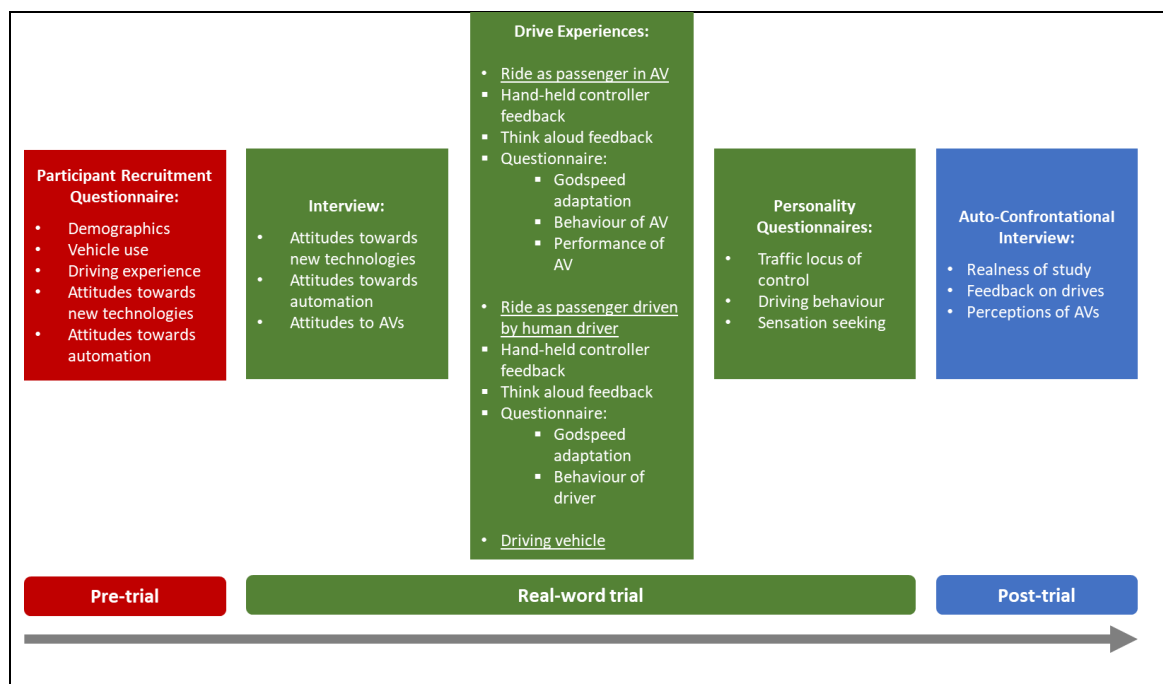 Participant Recruitment
Questionnaire:
• Demographics
• Vehicle use
• Driving experience
• Attitudes towards
new technologies
• Attitudes towards
automation
Interview:
• Attitudes towards
new technologies
• Attitudes towards
automation
• Attitudes to AVs
Drive Experiences:
• Ride as passenger in AV
▪ Hand-held controller
feedback
▪ Think aloud feedback
▪ Questionnaire:
▪ Godspeed
adaptation
▪ Behaviour of AV
▪ Performance of
AV
• Ride as passenger driven
by human driver
▪ Hand-held controller
feedback
▪ Think aloud feedback
▪ Questionnaire:
▪ Godspeed
adaptation
▪ Behaviour of
driver
• Driving vehicle
Personality
Questionnaires:
• Traffic locus of
control
• Driving behaviour
• Sensation seeking
Auto-Confrontational
Interview:
• Realness of study
• Feedback on drives
• Perceptions of AVs
Pre-trial
Real-word trial
Post-trial